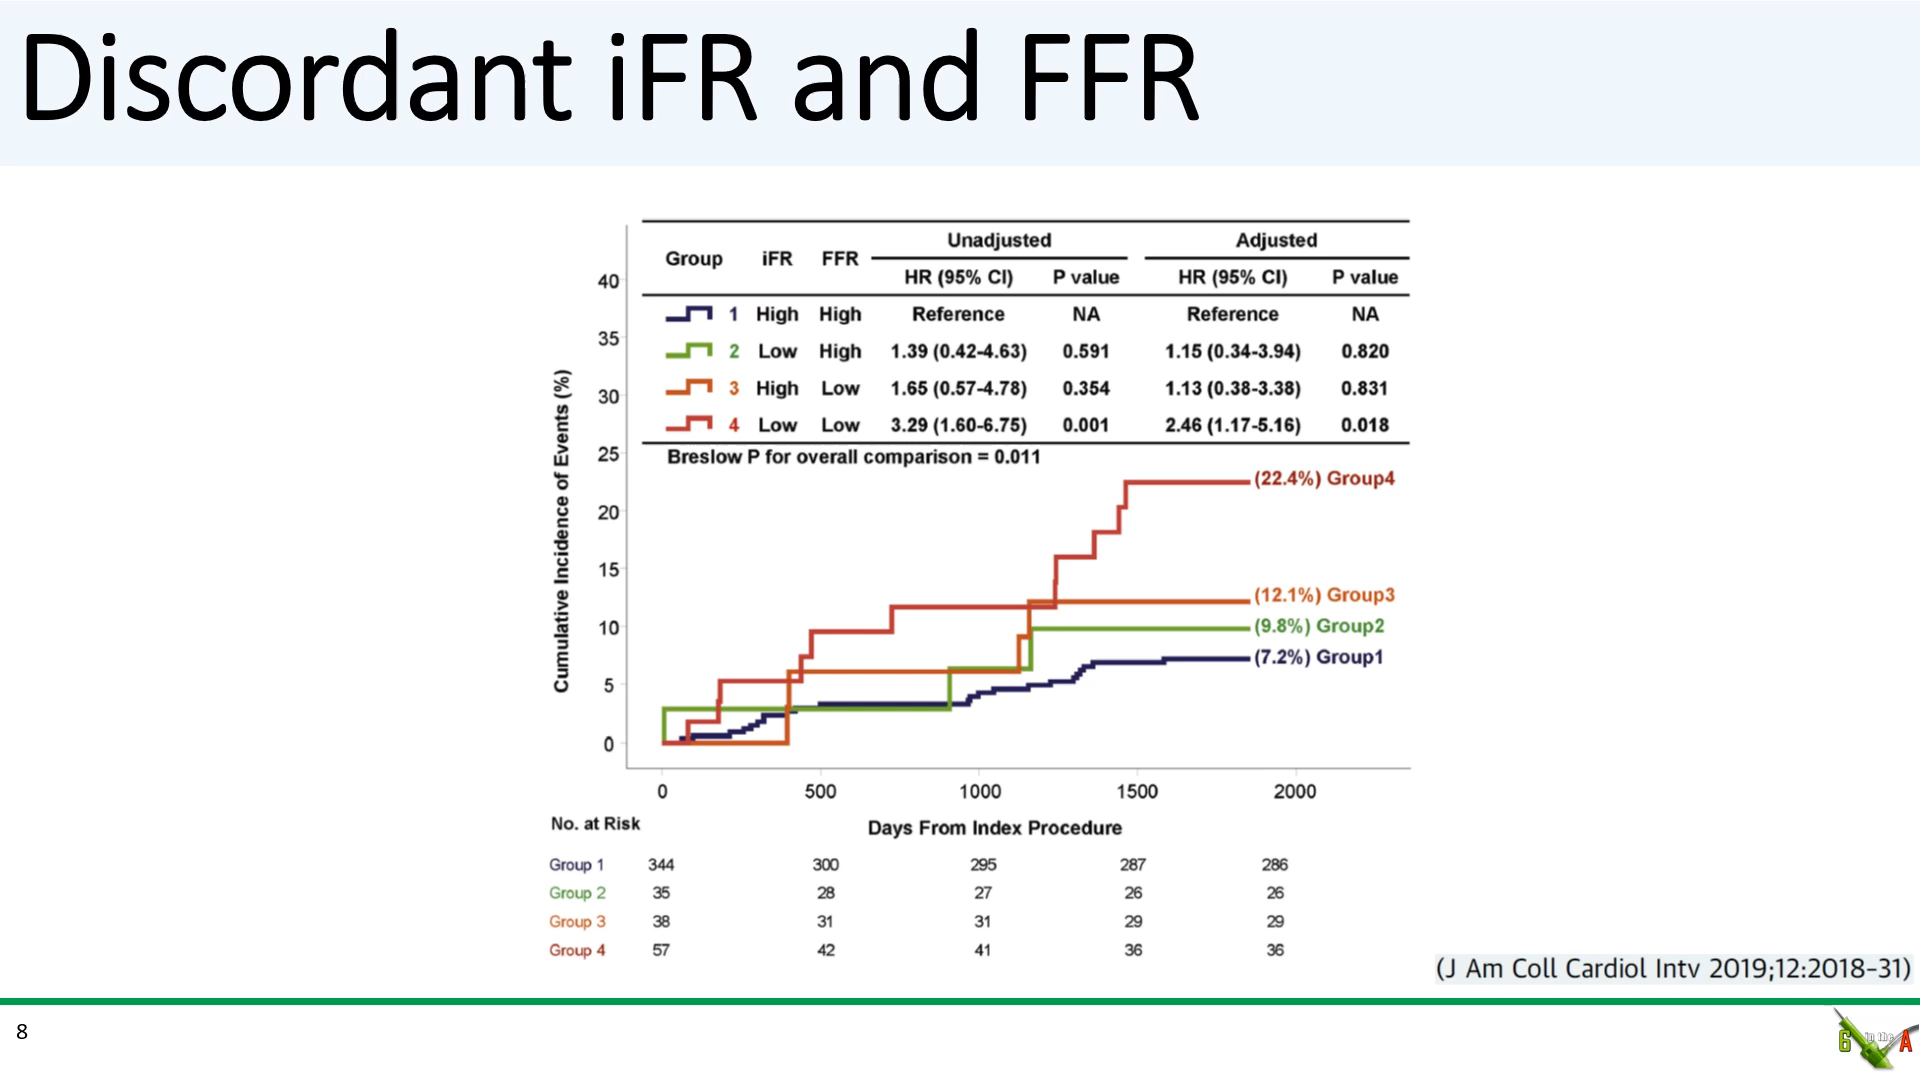 Discordant iFR and FFR
Unadjusted Adjusted
Group iFR FFR
HR (95% CI) P value HR (95% CI) P value
1 High High Reference NA Reference NA
2 Low High 1.39 (0.42-4.63) 0.591 1.15 (0.34-3.94) 0.820
3 High Low 1.65 (0.57-4.78) 0.354 1.13 (0.38-3.38) 0.831
4 Low Low 3.29 (1.60-6.75) 0.001 2.46 (1.17-5.16) 0.018
Breslow P for overall comparison = 0.011
Cumulative Incidence of Events (%)
40
35
30
25
20
15
10
5
0
(22.4%) Group4
(12.1%) Group3
(9.8%) Group2
(7.2%) Group1
0 500 1000 1500 2000
No. at Risk
Days From Index Procedure
Group 1 344 300 295 287 286
Group 2 35 28 27 26 26
Group 3 38 31 31 29 29
Group 4 57 42 41 36 36
(J Am Coll Cardiol Intv 2019;12:2018-31)
8
6 in the A